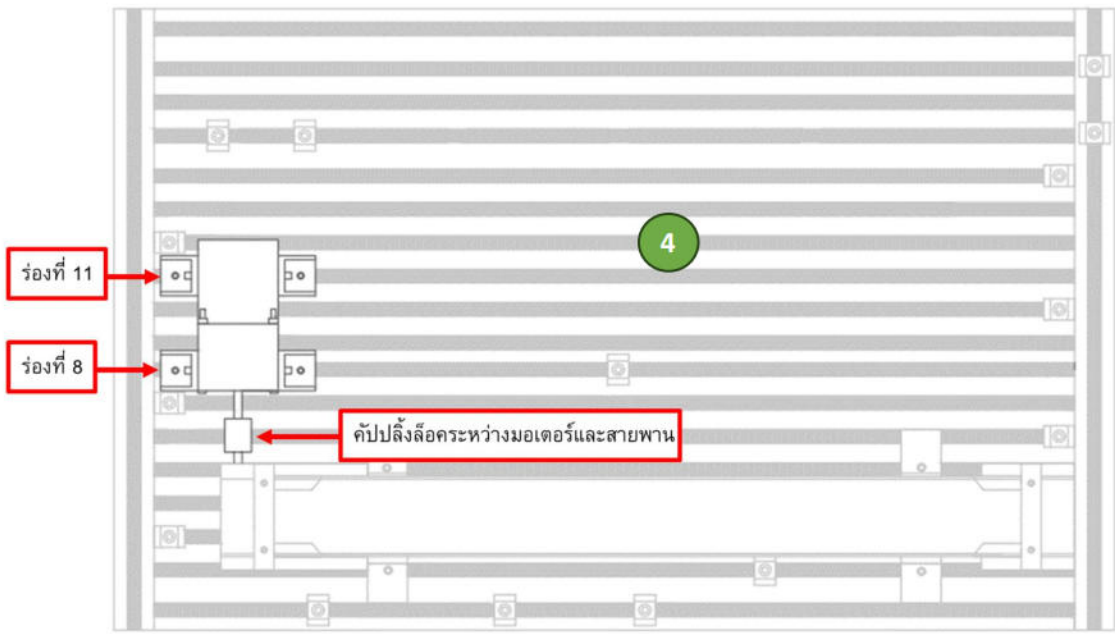 4
ร่องที่ 11
ร่องที่ 8
คัปปลิ้งล็อคระหว่างมอเตอร์และสายพาน